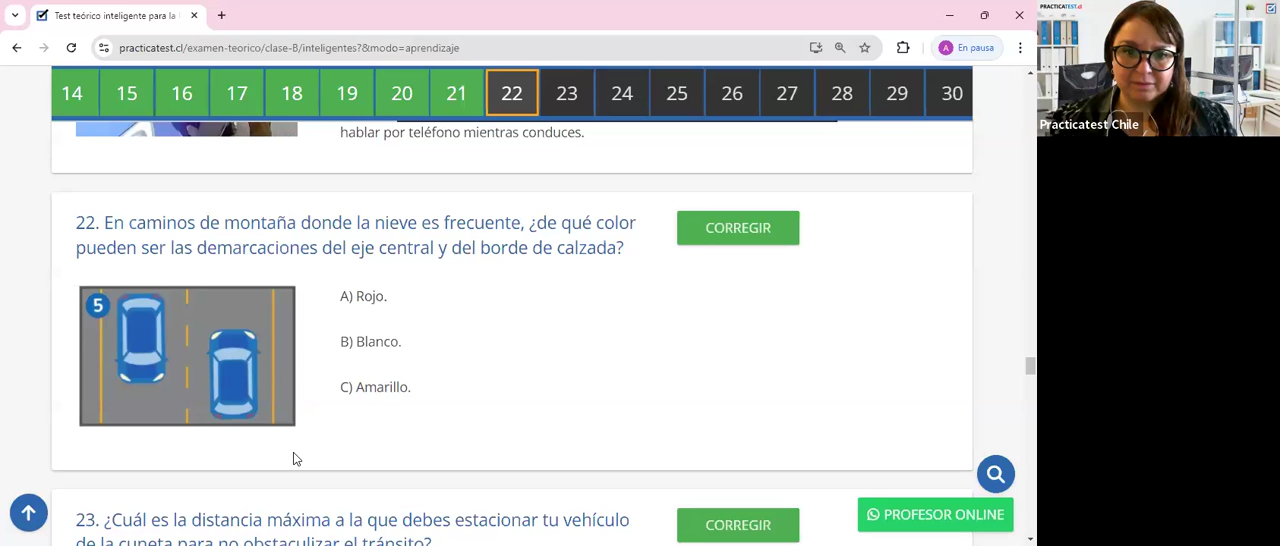 Test teórico inteligente para la
practicatest.cl/examen-teorico/clase-B/inteligentes?&modo=aprendizaje
A
En pausa
PRACTICATEST.cl
Practicatest Chile
14 15 16 17 18 19 20 21 22 23 24 25 26 27 28 29 30
hablar por teléfono mientras conduces.
22. En caminos de montaña donde la nieve es frecuente, ¿de qué color
pueden ser las demarcaciones del eje central y del borde de calzada?
CORREGIR
5
A) Rojo.
B) Blanco.
C) Amarillo.
23. ¿Cuál es la distancia máxima a la que debes estacionar tu vehículo
de la cuneta para no obstaculizar el tránsito?
CORREGIR
PROFESOR ONLINE